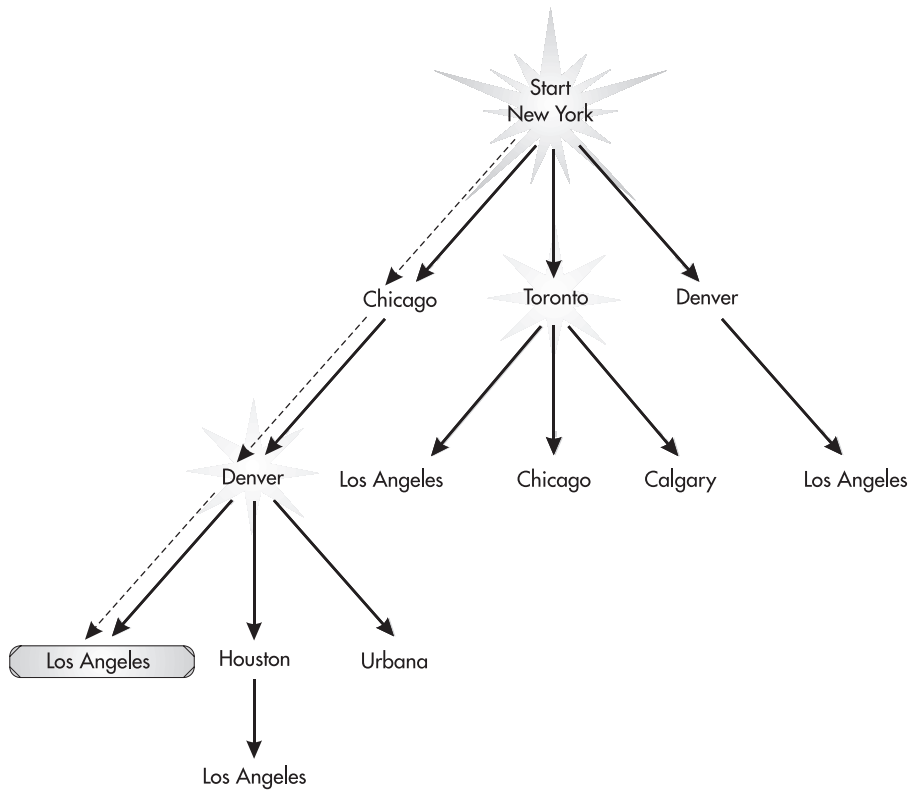 Start
New York
Chicago
Toronto
Denver
Denver
Los Angeles
Chicago
Calgary
Los Angeles
Los Angeles
Houston
Urbana
Los Angeles